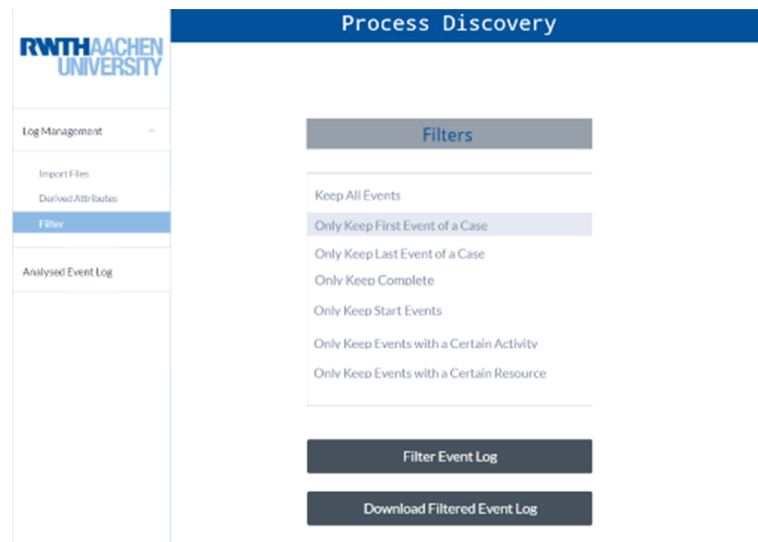 Process Discovery
RWTHAACHEN
UNIVERSITY
Log Management
Import Files
Derived Attributes
Filter
Analysed Event Log
Filters
Keep All Events
Only Keep First Event of a Case
Only Keep Last Event of a Case
Only Keep Complete
Only Keep Start Events
Only Keep Events with a Certain Activity
Only Keep Events with a Certain Resource
Filter Event Log
Download Filtered Event Log